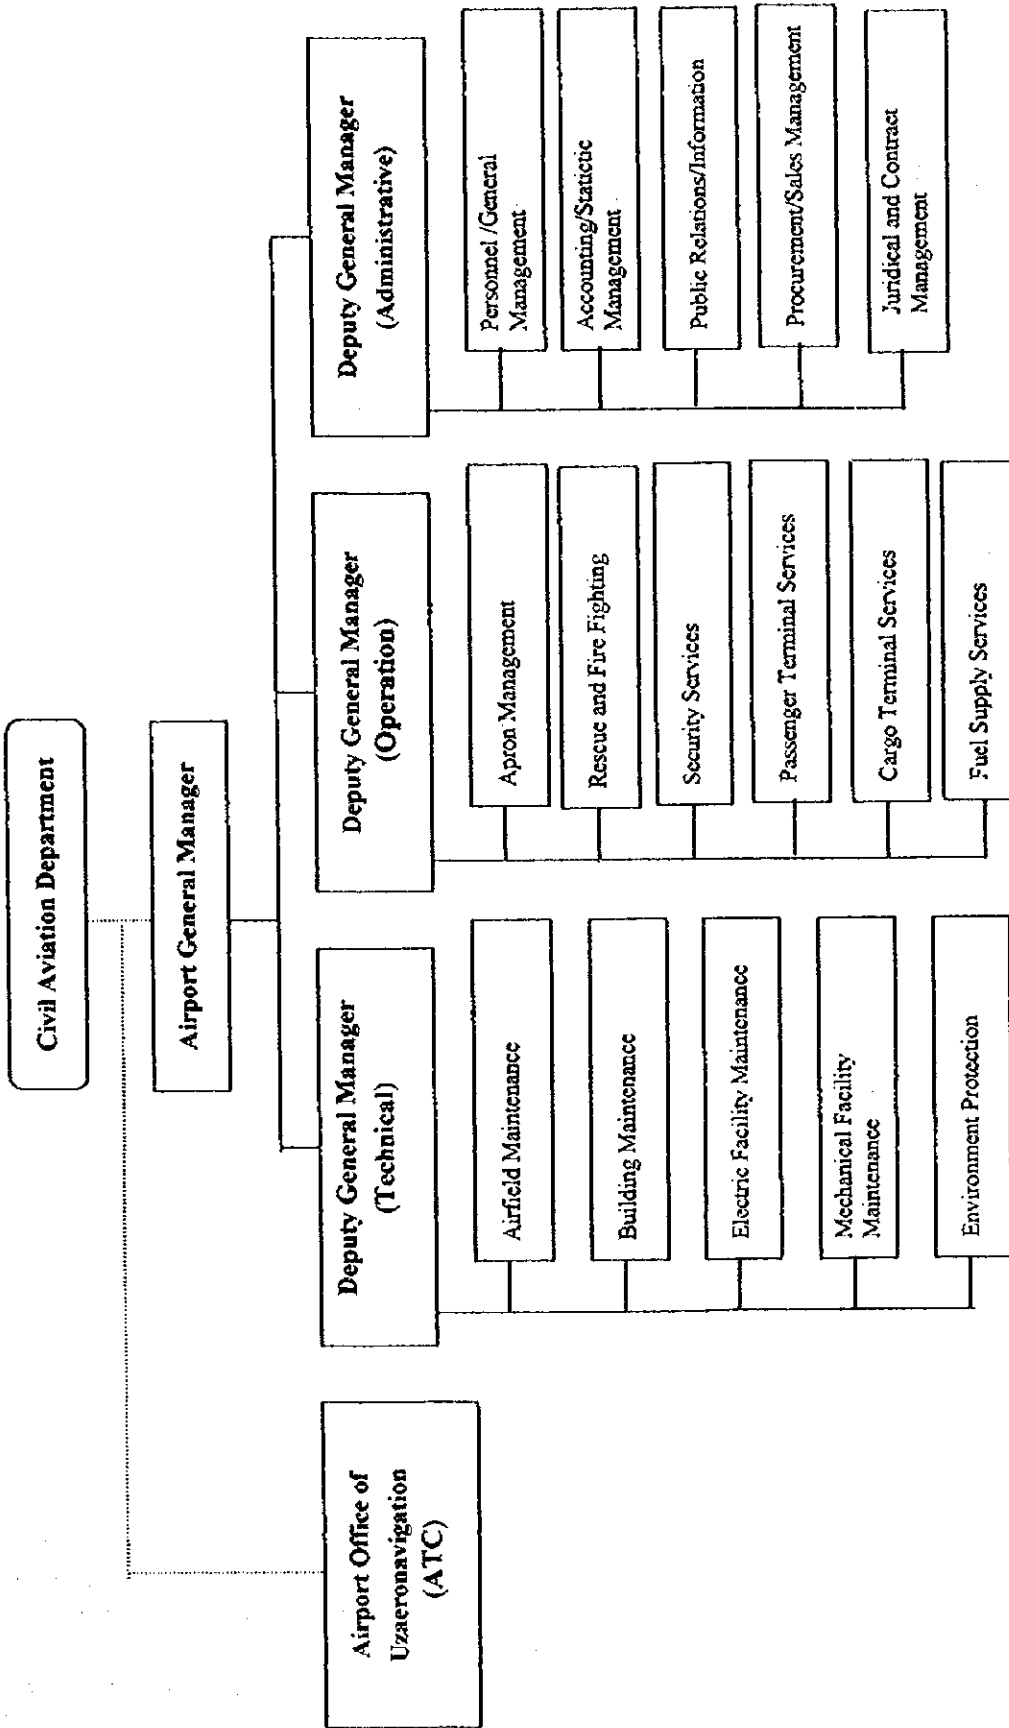 Civil Aviation Department
Airport General Manager
Airport Office of
Uzaeronavigation
(ATC)
Deputy General Manager
(Technical)
Airfield Maintenance
Building Maintenance
Electric Facility Maintenance
Mechanical Facility
Maintenance
Environment Protection
Deputy General Manager
(Operation)
Apron Management
Rescue and Fire Fighting
Security Services
Passenger Terminal Services
Cargo Terminal Services
Fuel Supply Services
Deputy General Manager
(Administrative)
Personnel /General
Management
Accounting/Statictic
Management
Public Relations/Information
Procurement/Sales Management
Juridical and Contract
Management